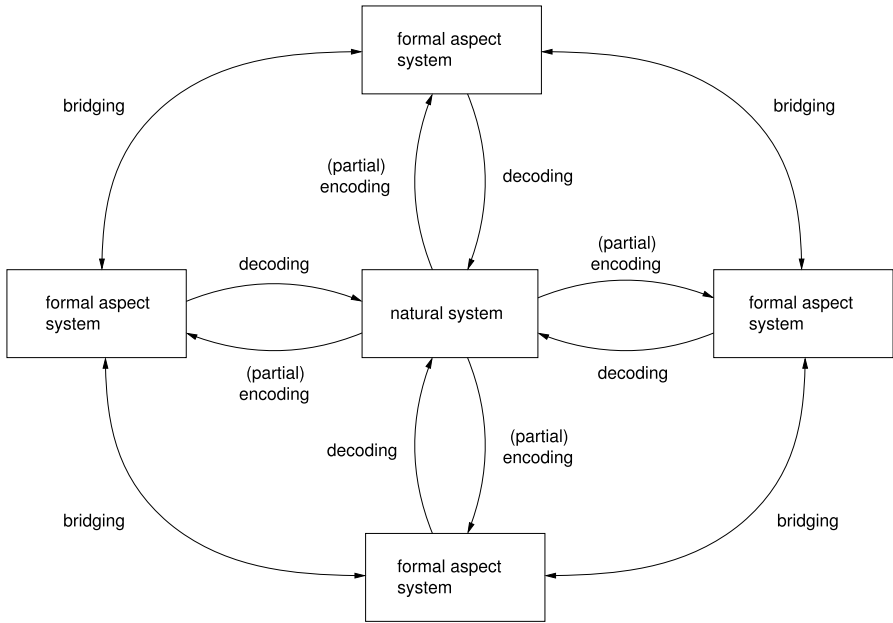 formal aspect
system
bridging
bridging
(partial)
encoding
decoding
(partial)
encoding
decoding
formal aspect
system
natural system
formal aspect
system
(partial)
encoding
decoding
decoding
(partial)
encoding
bridging
bridging
formal aspect
system